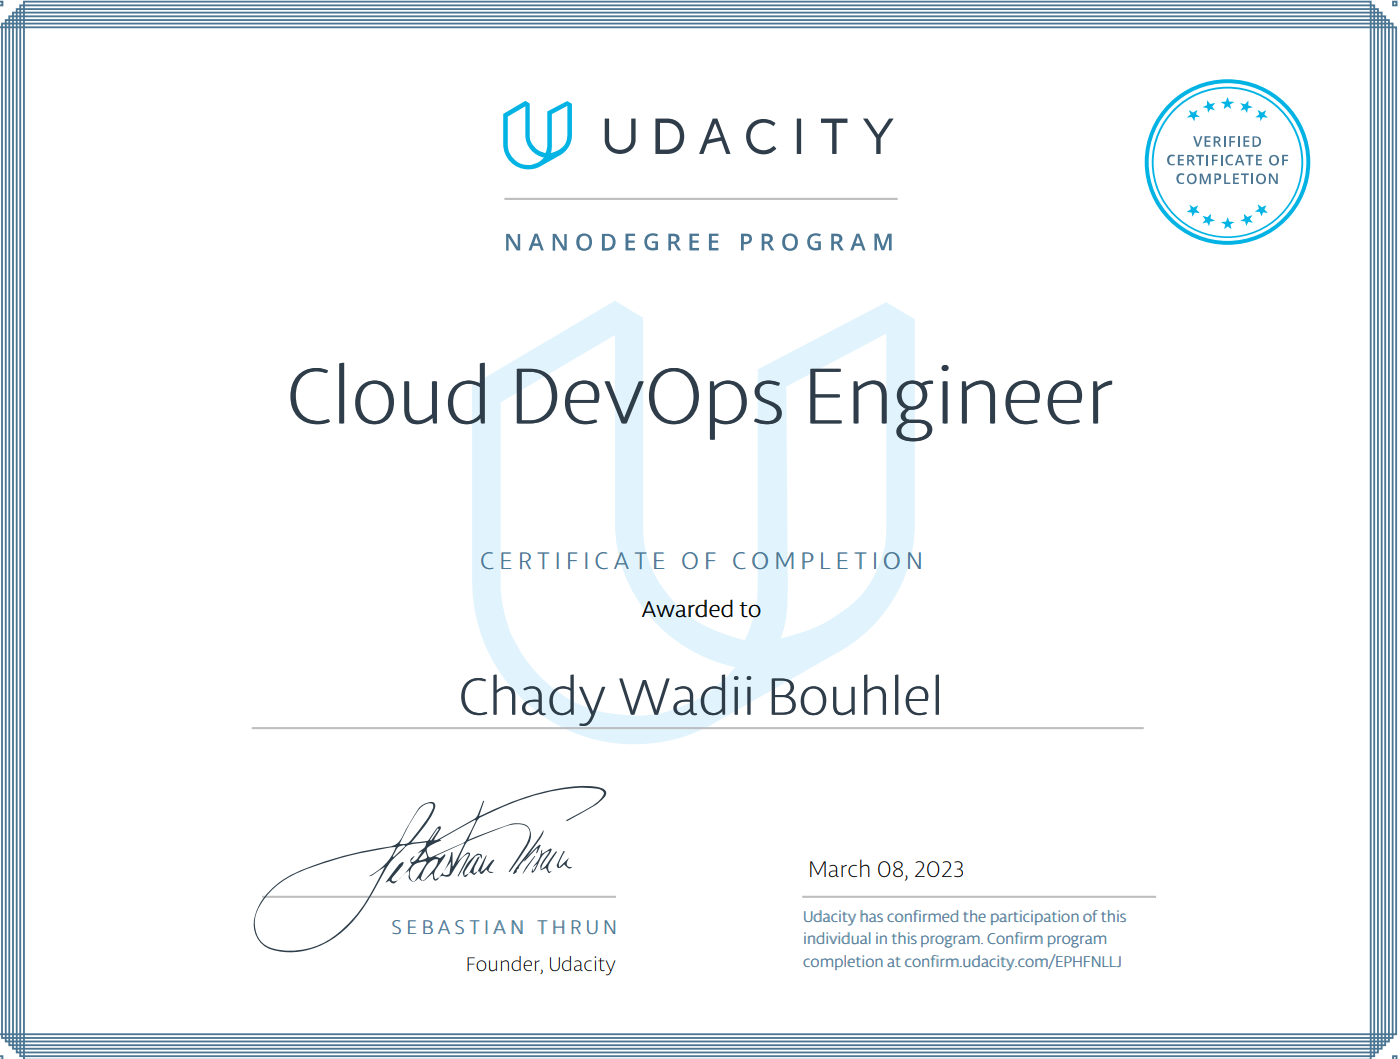 UDACITY
VERIFIED
CERTIFICATE OF
COMPLETION
NANODEGREE PROGRAM
Cloud DevOps Engineer
CERTIFICATE OF COMPLETION
Awarded to
Chady Wadii Bouhlel
Sebastian Thrun
SEBASTIAN THRUN
Founder, Udacity
March 08, 2023
Udacity has confirmed the participation of this
individual in this program. Confirm program
completion at confirm.udacity.com/EPHFNLLJ